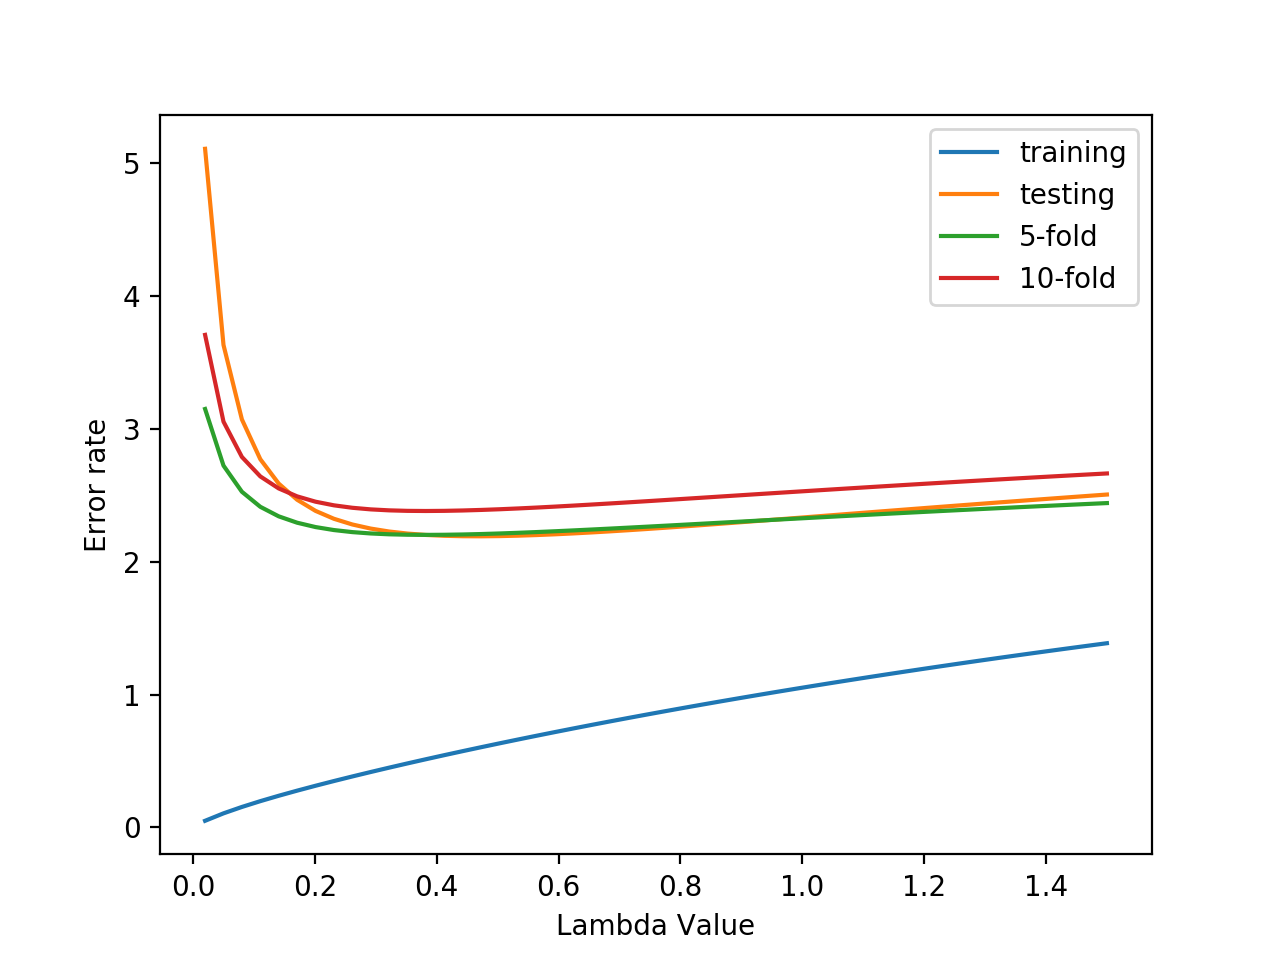 training
testing
5-fold
10-fold
Error rate
5
4
3
2
1
0
0.0 0.2 0.4 0.6 0.8 1.0 1.2 1.4
Lambda Value